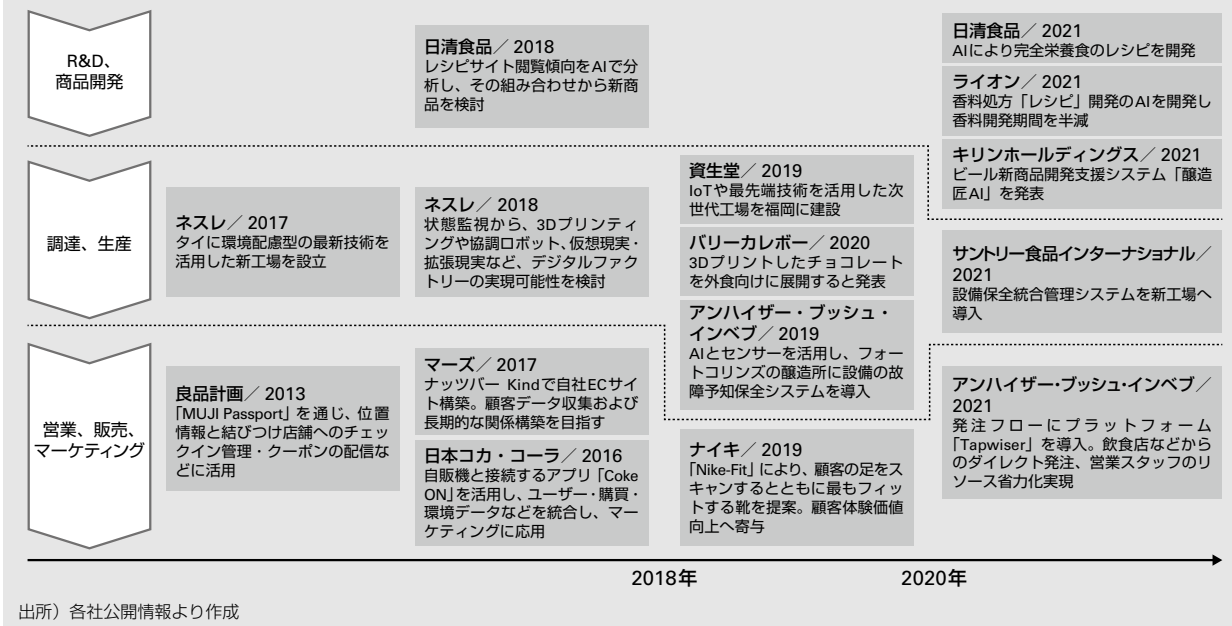 R&D、
商品開発
日清食品／2018
レシピサイト閲覧傾向をAIで分
析し、その組み合わせから新商
品を検討
日清食品／2021
AIにより完全栄養食のレシピを開発
ライオン／2021
香料処方「レシピ」開発のAIを開発し
香料開発期間を半減
キリンホールディングス／2021
ビール新商品開発支援システム「醸造
匠AI」を発表
調達、生産
ネスレ／2017
タイに環境配慮型の最新技術を
活用した新工場を設立
ネスレ／2018
状態監視から、3Dプリンティ
ングや協調ロボット、仮想現実・
拡張現実など、デジタルファク
トリーの実現可能性を検討
資生堂／2019
IoTや最先端技術を活用した次
世代工場を福岡に建設
バリーカレボー／2020
3Dプリントしたチョコレート
を外食向けに展開すると発表
アンハイザー・ブッシュ・
インベブ／2019
AIとセンサーを活用し、フォー
トコリンズの醸造所に設備の故
障予知保全システムを導入
サントリー食品インターナショナル／
2021
設備保全統合管理システムを新工場へ
導入
営業、販売、
マーケティング
良品計画／2013
「MUJI Passport」を通じ、位置
情報と結びつけ店舗へのチェッ
クイン管理・クーポンの配信な
どに活用
マーズ／2017
ナッツバー Kindで自社ECサイ
ト構築。顧客データ収集および
長期的な関係構築を目指す
日本コカ・コーラ／2016
自販機と接続するアプリ「Coke
ON」を活用し、ユーザー・購買・
環境データなどを統合し、マー
ケティングに応用
ナイキ／2019
「Nike-Fit」により、顧客の足をス
キャンするとともに最もフィッ
トする靴を提案。顧客体験価値
向上へ寄与
アンハイザー・ブッシュ・インベブ／
2021
発注フローにプラットフォーム
「Tapwiser」を導入。飲食店などから
のダイレクト発注、営業スタッフのリ
ソース省力化実現
2018年
2020年
出所）各社公開情報より作成